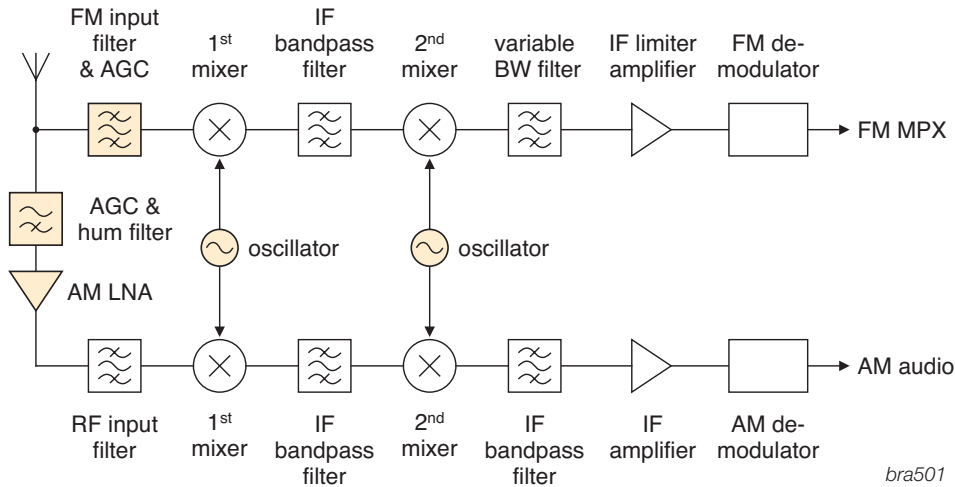 FM input
filter
& AGC
1st
mixer
IF
bandpass
filter
2nd
mixer
variable
BW filter
IF limiter
amplifier
FM de-
modulator
FM MPX
AGC &
hum filter
oscillator
oscillator
AM LNA
AM audio
RF input
filter
1st
mixer
IF
bandpass
filter
2nd
mixer
IF
bandpass
filter
IF
amplifier
AM de-
modulator
bra501